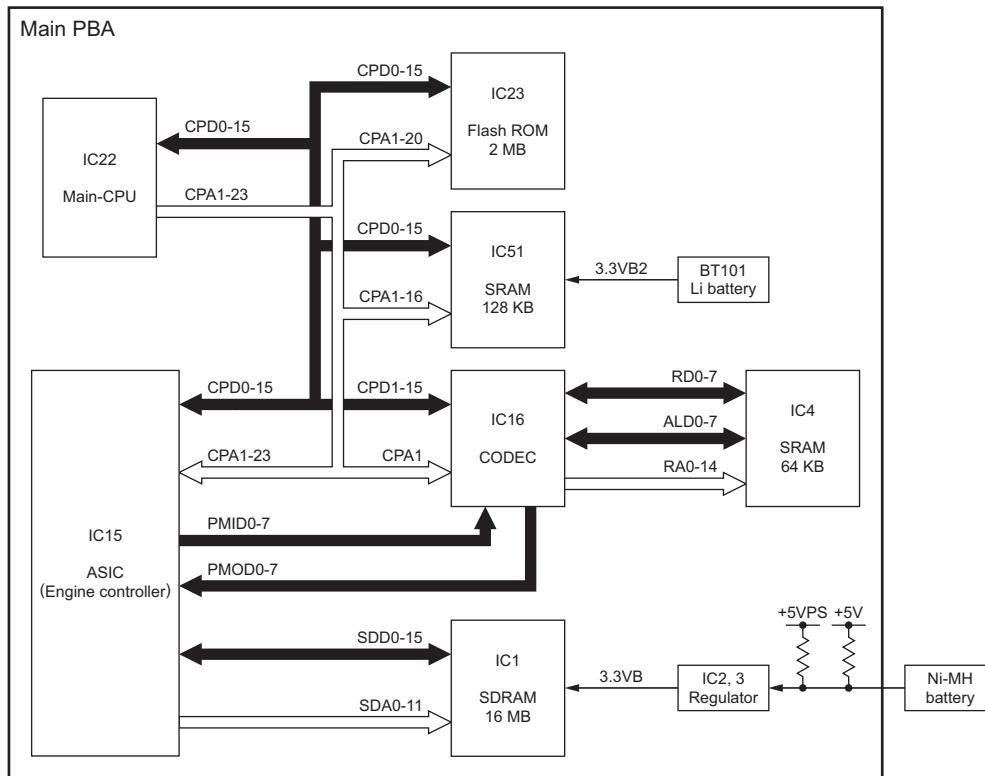 Main PBA
CPD0-15
IC23
Flash ROM
2 MB
CPD0-15
IC22
Main-CPU
CPA1-20
CPA1-23
CPD0-15
IC51
SRAM
128 KB
3.3VB2
BT101
Li battery
CPA1-16
CPD0-15
CPD1-15
IC16
CODEC
RD0-7
ALD0-7
RA0-14
IC4
SRAM
64 KB
CPA1-23
CPA1
IC15
ASIC
(Engine controller)
PMID0-7
PMOD0-7
SDD0-15
SDA0-11
IC1
SDRAM
16 MB
3.3VB
IC2, 3
Regulator
+5VPS
+5V
Ni-MH
battery